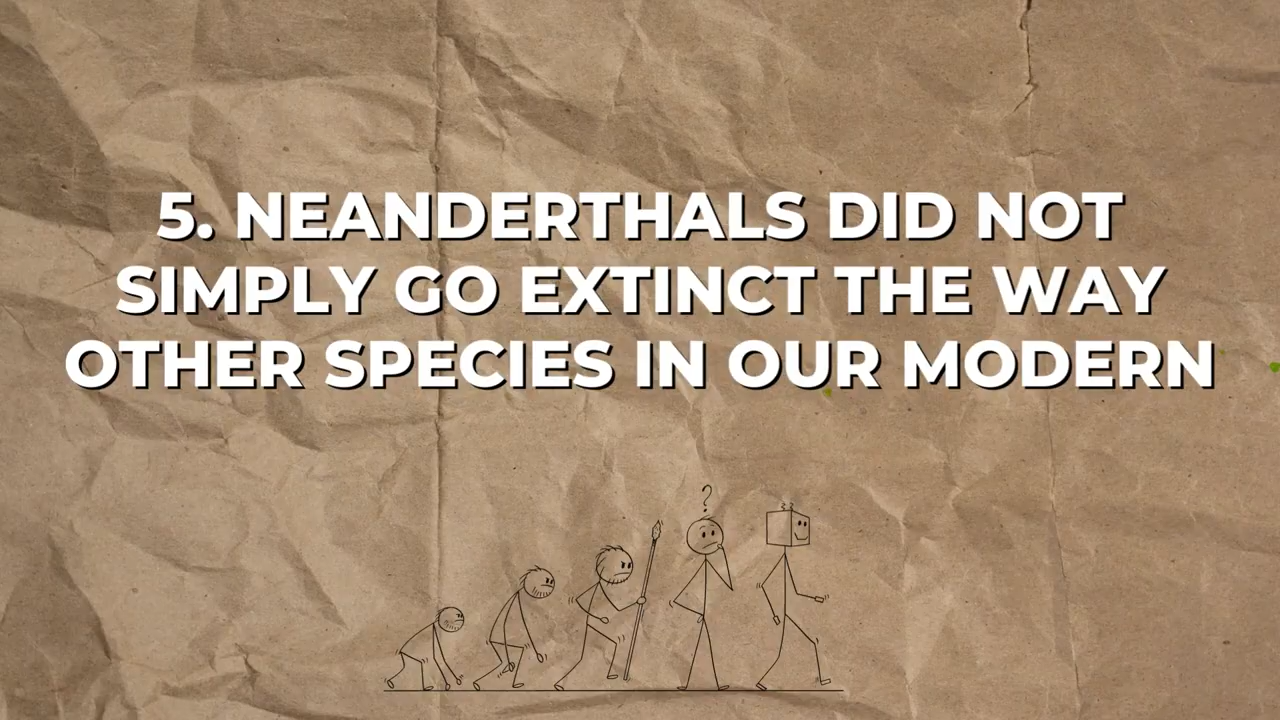 5. NEANDERTHALS DID NOT
SIMPLY GO EXTINCT THE WAY
OTHER SPECIES IN OUR MODERN
?